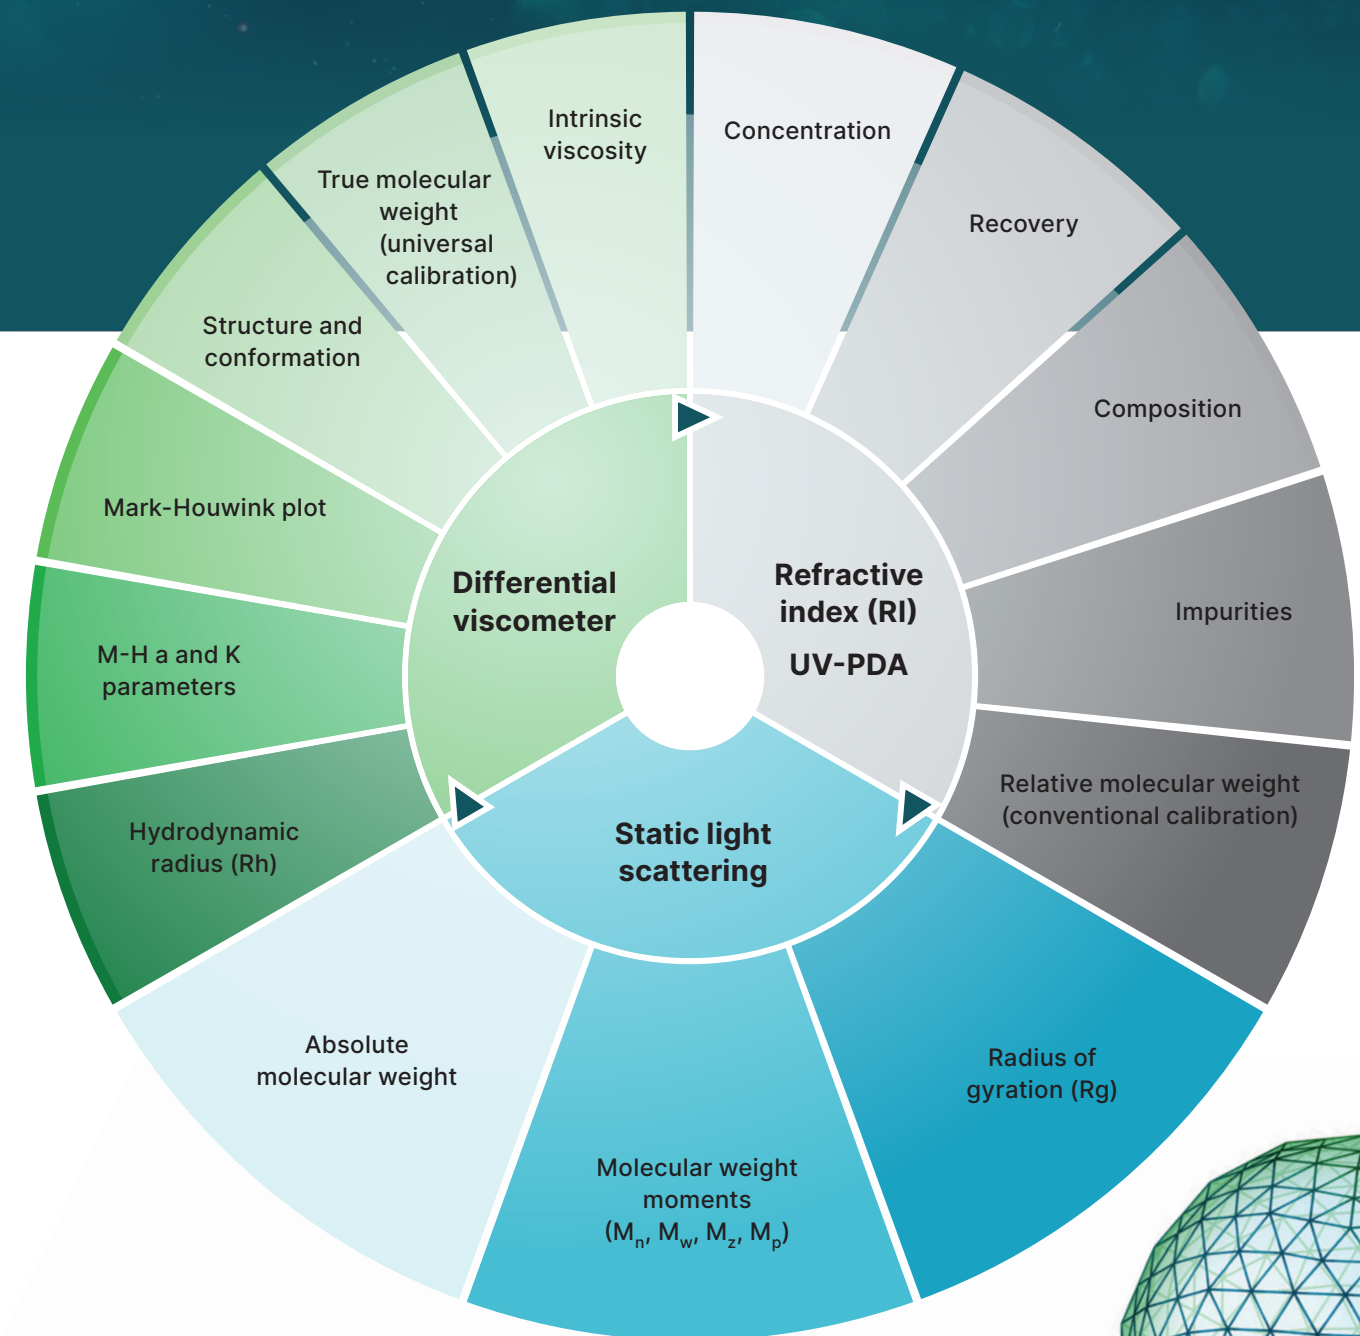 Intrinsic
viscosity
Concentration
True molecular
weight
(universal
calibration)
Recovery
Structure and
conformation
Composition
Mark-Houwink plot
Differential
viscometer
Refractive
index (RI)
UV-PDA
Impurities
M-H a and K
parameters
Relative molecular weight
(conventional calibration)
Hydrodynamic
radius (Rh)
Static light
scattering
Absolute
molecular weight
Radius of
gyration (Rg)
Molecular weight
moments
(Mn, Mw, Mz, Mp)